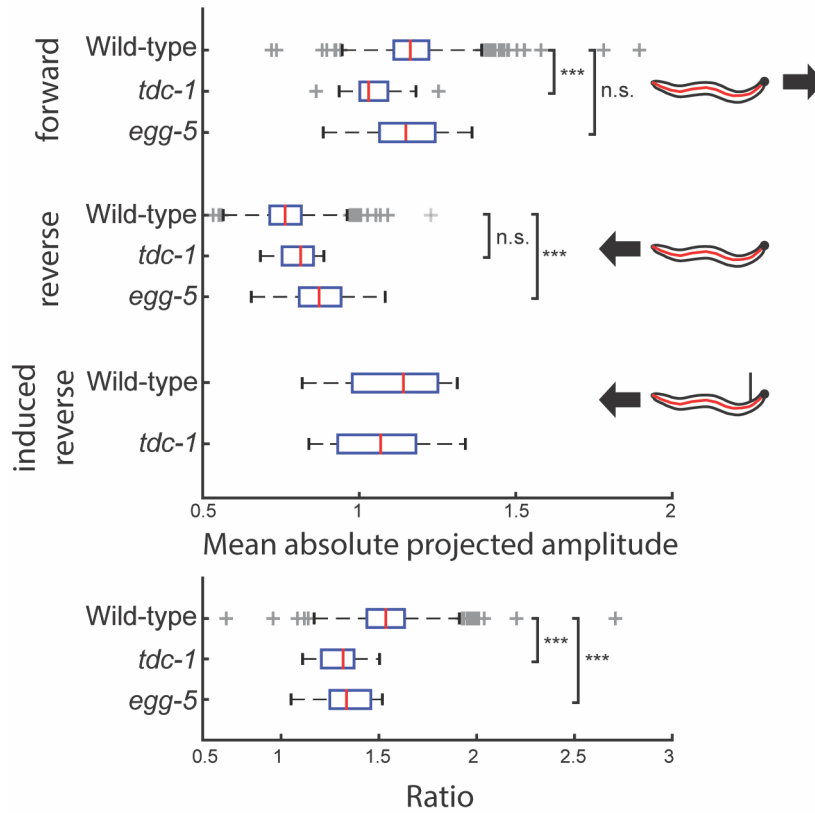 forward
Wild-type
tdc-1
egg-5
***
n.s.
reverse
Wild-type
tdc-1
egg-5
n.s.
***
induced
reverse
Wild-type
tdc-1
0.5 1 1.5 2
Mean absolute projected amplitude
Wild-type
tdc-1
egg-5
***
***
0.5 1 1.5 2 2.5 3
Ratio